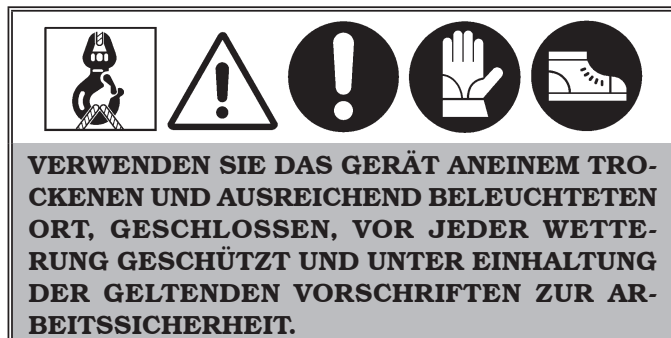 VERWENDEN SIE DAS GERÄT ANEINEM TRO-
CKENEN UND AUSREICHEND BELEUCHTETEN
ORT, GESCHLOSSEN, VOR JEDER WETTE-
RUNG GESCHÜTZT UND UNTER EINHALTUNG
DER GELTENDEN VORSCHRIFTEN ZUR AR-
BEITSSICHERHEIT.